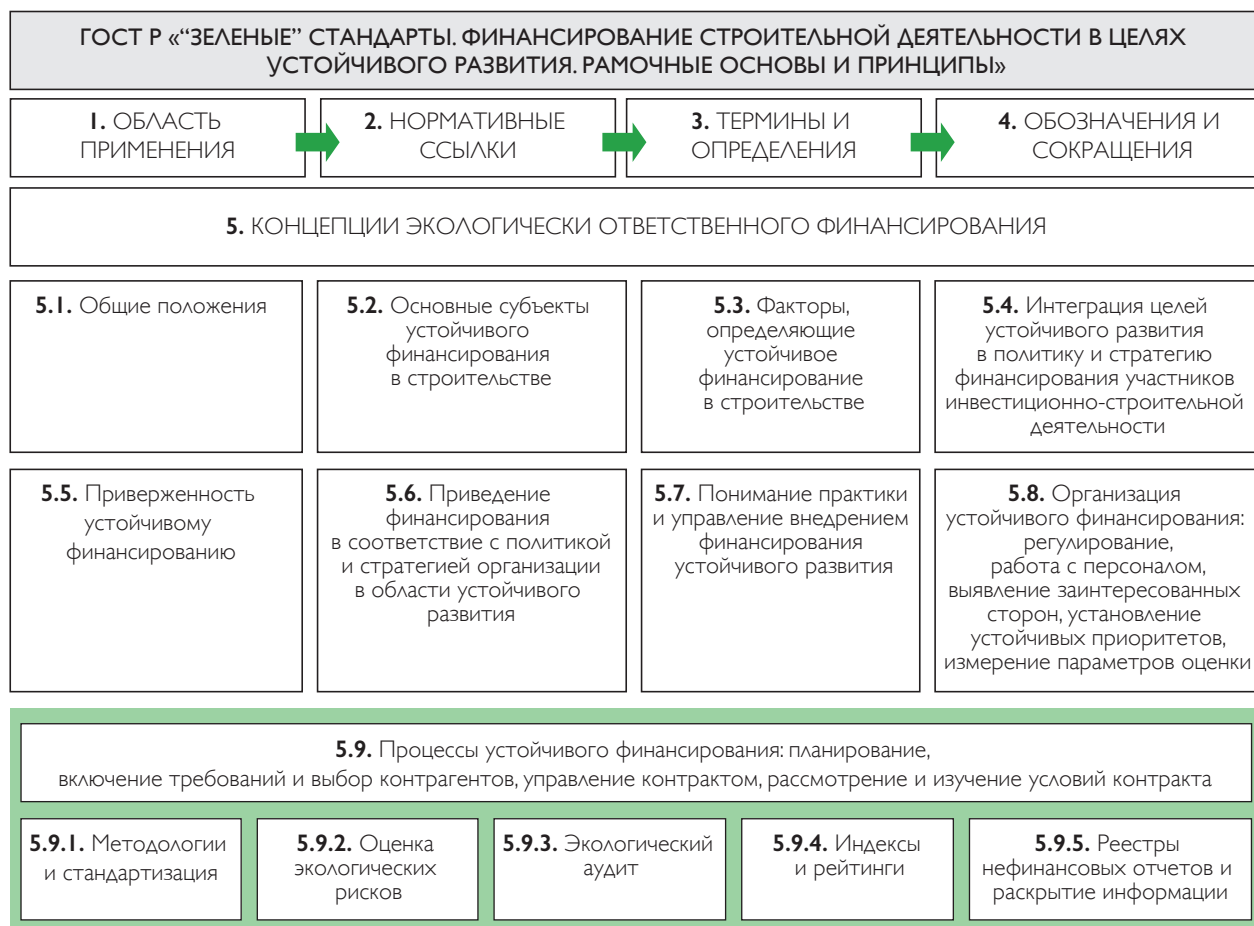 ГОСТ Р «“ЗЕЛЕНЫЕ” СТАНДАРТЫ. ФИНАНСИРОВАНИЕ СТРОИТЕЛЬНОЙ ДЕЯТЕЛЬНОСТИ В ЦЕЛЯХ
УСТОЙЧИВОГО РАЗВИТИЯ. РАМОЧНЫЕ ОСНОВЫ И ПРИНЦИПЫ»
1. ОБЛАСТЬ
ПРИМЕНЕНИЯ
2. НОРМАТИВНЫЕ
ССЫЛКИ
3. ТЕРМИНЫ И
ОПРЕДЕЛЕНИЯ
4. ОБОЗНАЧЕНИЯ И
СОКРАЩЕНИЯ
5. КОНЦЕПЦИИ ЭКОЛОГИЧЕСКИ ОТВЕТСТВЕННОГО ФИНАНСИРОВАНИЯ
5.1. Общие положения
5.2. Основные субъекты
устойчивого
финансирования
в строительстве
5.3. Факторы,
определяющие
устойчивое
финансирование
в строительстве
5.4. Интеграция целей
устойчивого развития
в политику и стратегию
финансирования участников
инвестиционно-строительной
деятельности
5.5. Приверженность
устойчивому
финансированию
5.6. Приведение
финансирования
в соответствие с политикой
и стратегией организации
в области устойчивого
развития
5.7. Понимание практики
и управление внедрением
финансирования
устойчивого развития
5.8. Организация
устойчивого финансирования:
регулирование,
работа с персоналом,
выявление заинтересованных
сторон, установление
устойчивых приоритетов,
измерение параметров оценки
5.9. Процессы устойчивого финансирования: планирование,
включение требований и выбор контрагентов, управление контрактом, рассмотрение и изучение условий контракта
5.9.1. Методологии
и стандартизация
5.9.2. Оценка
экологических
рисков
5.9.3. Экологический
аудит
5.9.4. Индексы
и рейтинги
5.9.5. Реестры
нефинансовых отчетов и
раскрытие информации